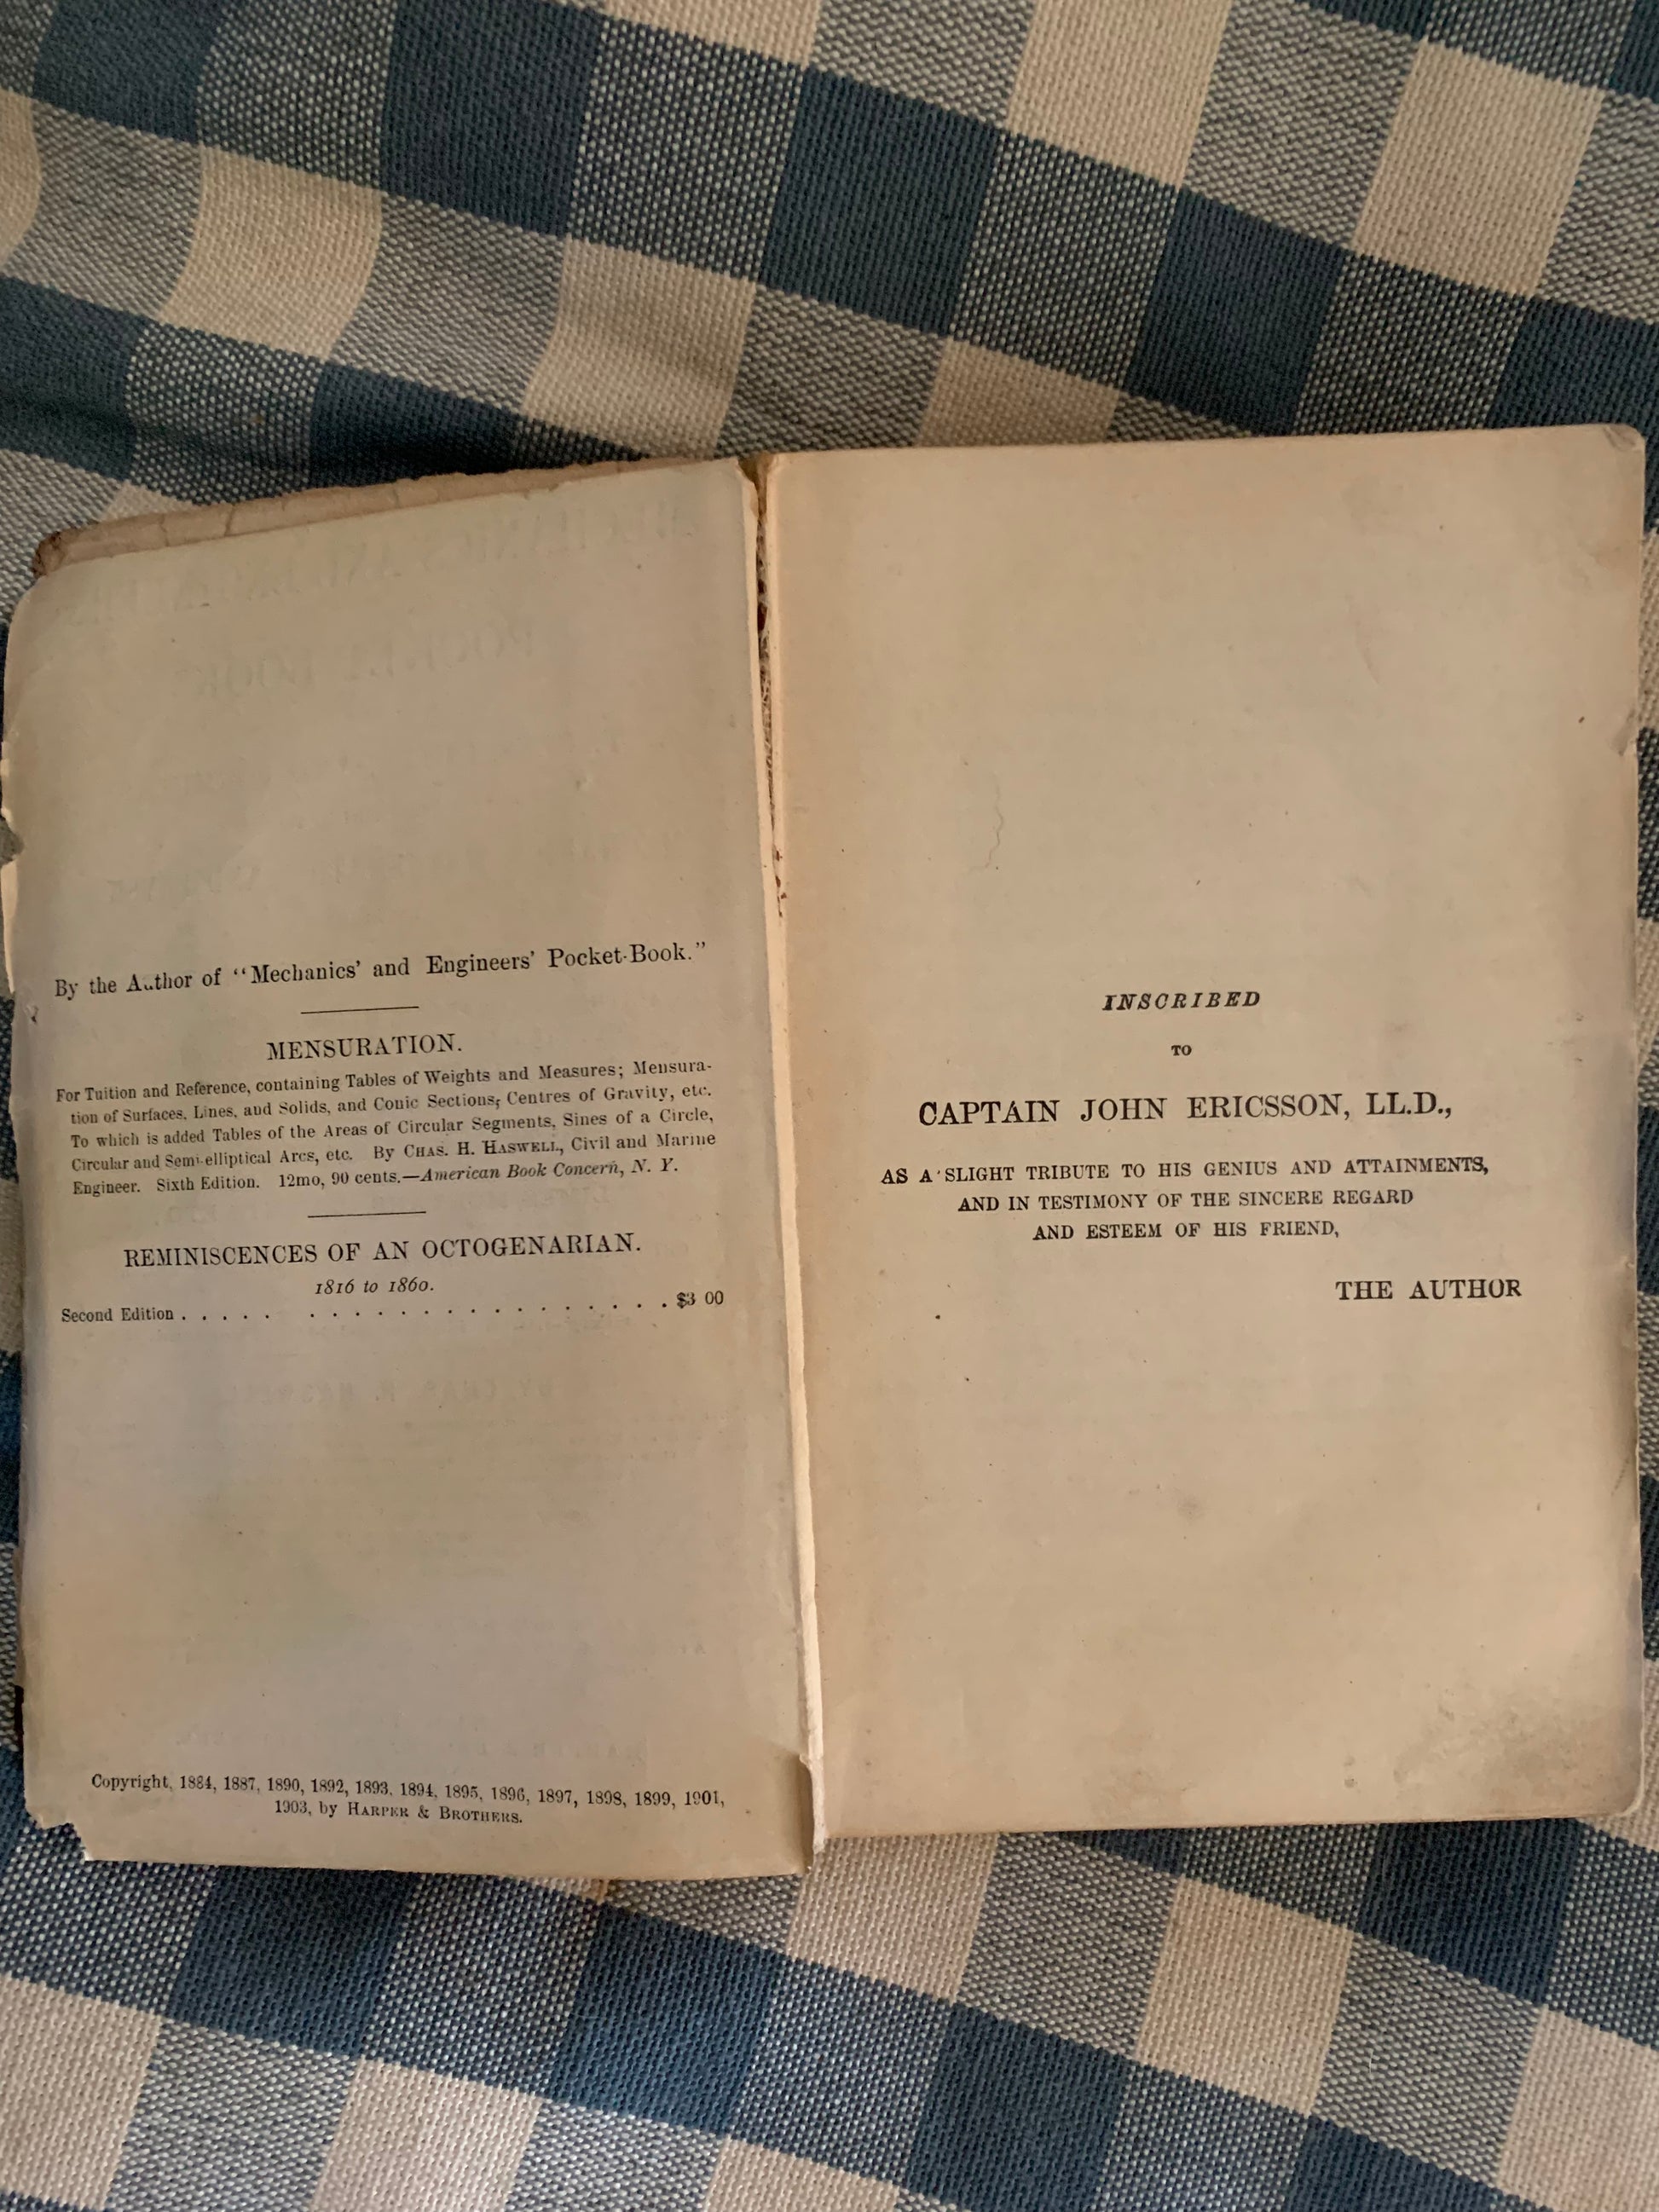 By the Author of "Mechanics' and Engineers' Pocket-Book."
MENSURATION.
For Tuition and Reference, containing Tables of Weights and Measures; Mensura-
tion of Surfaces, Lines, and Solids, and Conic Sections; Centres of Gravity, etc.
To which is added Tables of the Areas of Circular Segments, Sines of a Circle,
Circular and Semi-elliptical Arcs, etc. By CHAS. H. HASWELL, Civil and Marine
Engineer. Sixth Edition. 12mo, 90 cents.—American Book Concern, N. Y.
REMINISCENCES OF AN OCTOGENARIAN.
1816 to 1860.
Second Edition . . . . . . . . . . . . . . . . . . . . . $3 00
Copyright, 1884, 1887, 1890, 1892, 1893, 1894, 1895, 1896, 1897, 1898, 1899, 1901,
1903, by HARPER & BROTHERS.
INSCRIBED
TO
CAPTAIN JOHN ERICSSON, LL.D.,
AS A SLIGHT TRIBUTE TO HIS GENIUS AND ATTAINMENTS,
AND IN TESTIMONY OF THE SINCERE REGARD
AND ESTEEM OF HIS FRIEND,
THE AUTHOR